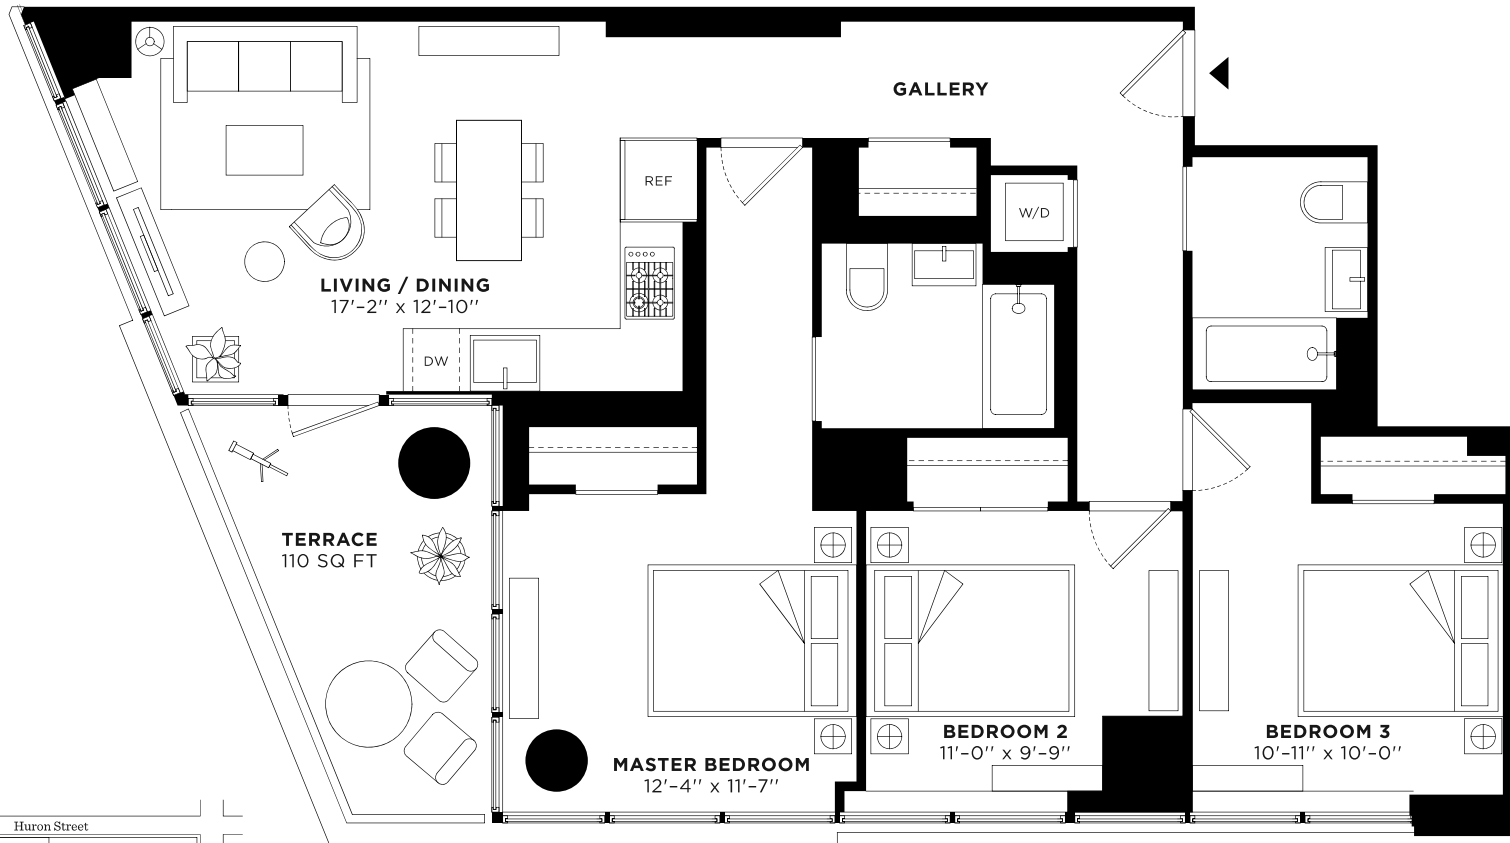 GALLERY
REF
W/D
LIVING / DINING
17'-2'' x 12'-10''
DW
TERRACE
110 SQ FT
BEDROOM 2
11'-0'' x 9'-9''
BEDROOM 3
10'-11'' x 10'-0''
MASTER BEDROOM
12'-4'' x 11'-7''
Huron Street